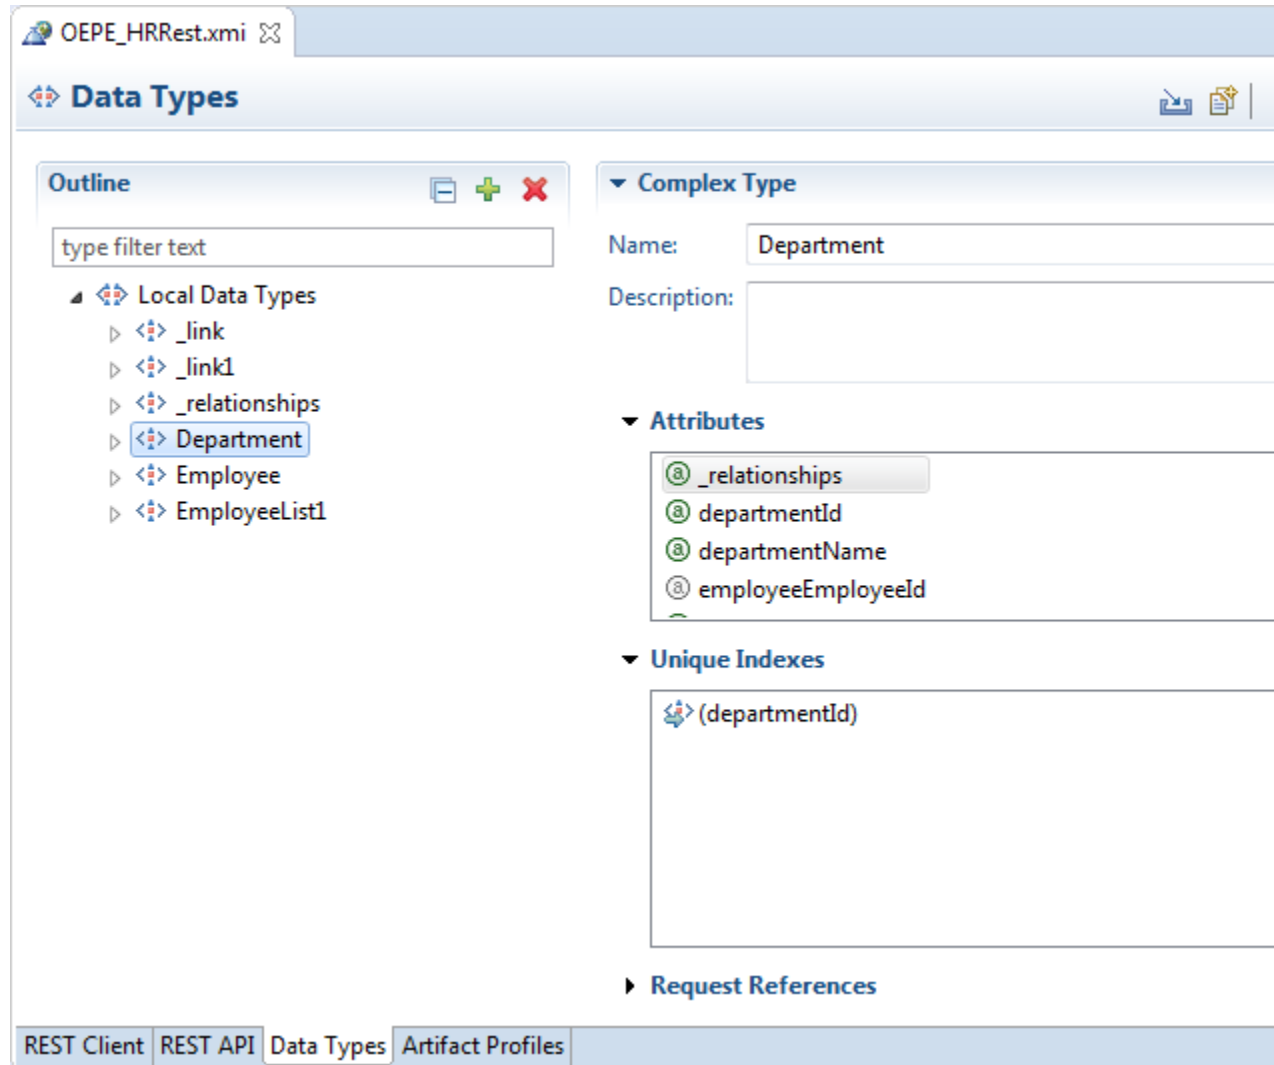 OEPE_HRRest.xmi
Data Types
Outline
type filter text
Local Data Types
_link
_link1
_relationships
Department
Employee
EmployeeList1
Complex Type
Name: Department
Description:
Attributes
_relationships
departmentId
departmentName
employeeEmployeeId
Unique Indexes
(departmentId)
Request References
REST Client REST API Data Types Artifact Profiles